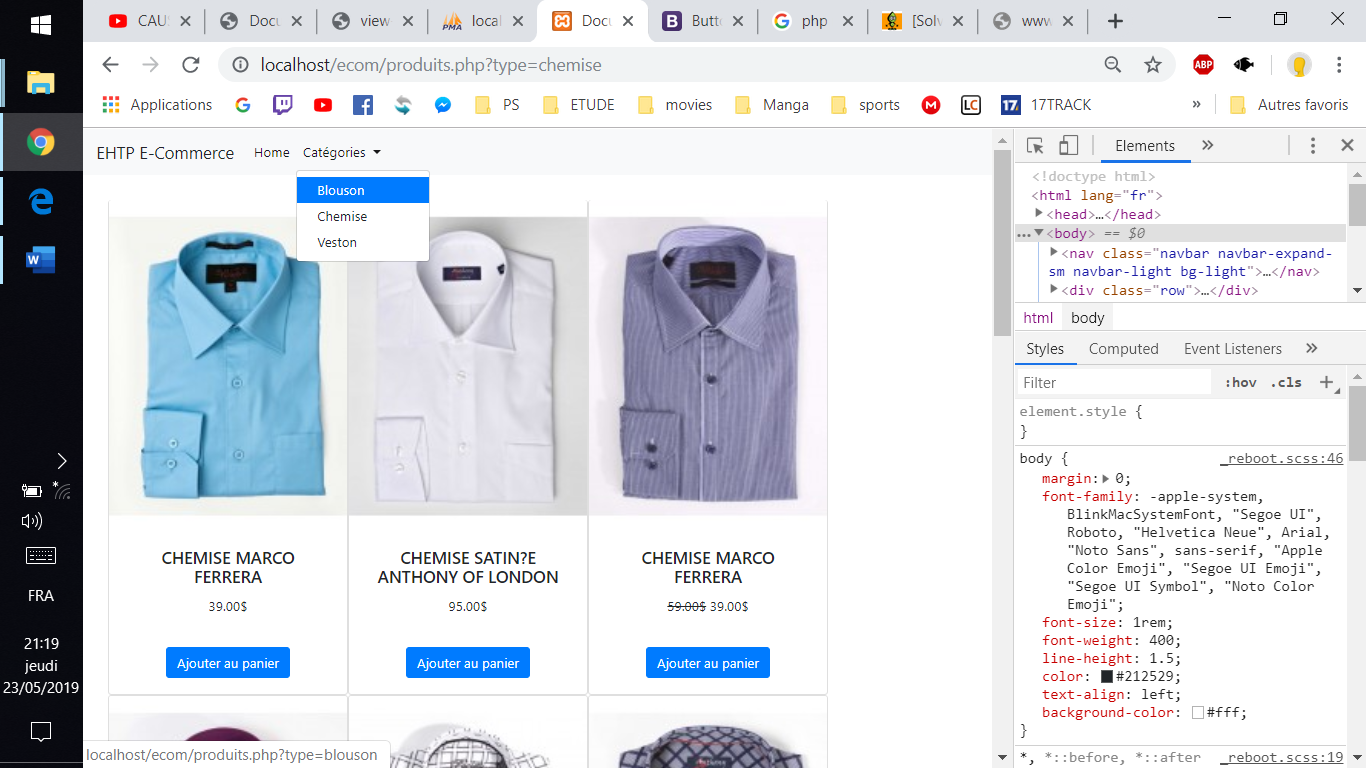 CAUS
Docu
view
PMA
loca
Docu
Butt
php
[Solv
www
localhost/ecom/produits.php?type=chemise
ABP
Applications
PS
ETUDE
movies
Manga
sports
M
LC
17
17TRACK
»
Autres favoris
EHTP E-Commerce
Home
Catégories
Blouson
Chemise
Veston
CHEMISE MARCO
FERRERA
39.00$
Ajouter au panier
CHEMISE SATIN?E
ANTHONY OF LONDON
95.00$
Ajouter au panier
CHEMISE MARCO
FERRERA
59.00$ 39.00$
Ajouter au panier
localhost/ecom/produits.php?type=blouson
Elements
»
<!doctype html>
<html lang="fr">
<head>…</head>
…<body> == $0
<nav class="navbar navbar-expand-
sm navbar-light bg-light">…</nav>
<div class="row">…</div>
html body
Styles Computed Event Listeners »
Filter
:hov .cls +
element.style {
}
body {
_reboot.scss:46
margin: 0;
font-family: -apple-system,
BlinkMacSystemFont, "Segoe UI",
Roboto, "Helvetica Neue", Arial,
"Noto Sans", sans-serif, "Apple
Color Emoji", "Segoe UI Emoji",
"Segoe UI Symbol", "Noto Color
Emoji";
font-size: 1rem;
font-weight: 400;
line-height: 1.5;
color: #212529;
text-align: left;
background-color: #fff;
}
*, *::before, *::after
_reboot.scss:19
FRA
21:19
jeudi
23/05/2019